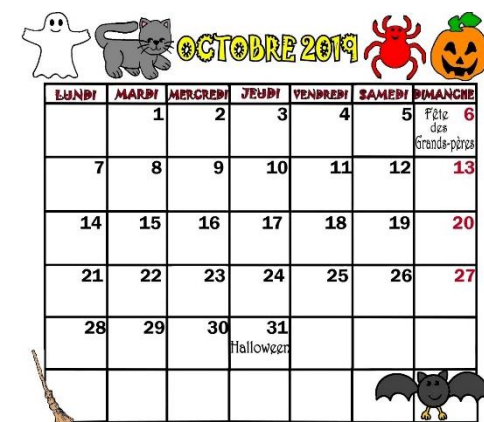 OCTOBRE 2019
LUNDI MARDI MERCREDI JEUDI VENDREDI SAMEDI DIMANCHE
1 2 3 4 5 6
Fête
des
Grands-pères
7 8 9 10 11 12 13
14 15 16 17 18 19 20
21 22 23 24 25 26 27
28 29 30 31
Halloween